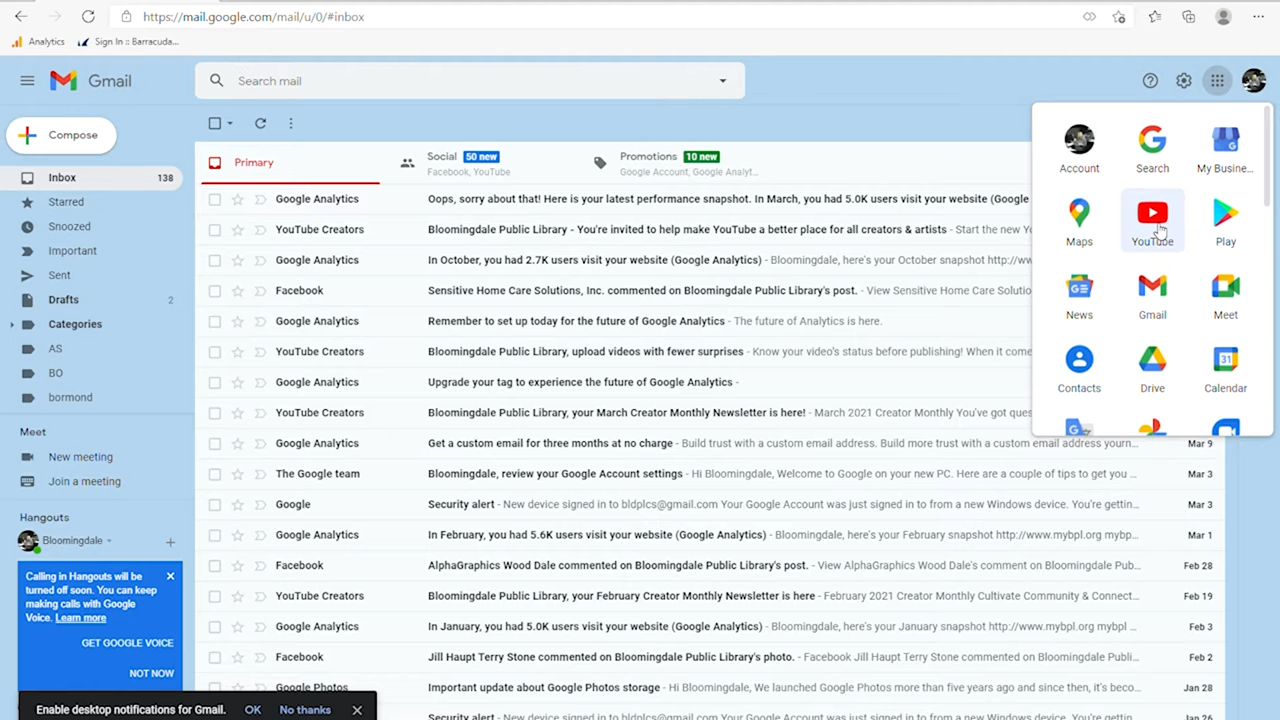 https://mail.google.com/mail/u/0/#inbox
Analytics
Sign In :: Barracuda...
Gmail
Search mail
Compose
Inbox 138
Starred
Snoozed
Important
Sent
Drafts 2
Categories
AS
BO
bormond
Meet
New meeting
Join a meeting
Hangouts
Bloomingdale
Calling in Hangouts will be
turned off soon. You can keep
making calls with Google
Voice. Learn more
GET GOOGLE VOICE
NOT NOW
Primary
Social 50 new
Facebook, YouTube
Promotions 10 new
Google Account, Google Analyt...
Google Analytics Oops, sorry about that! Here is your latest performance snapshot. In March, you had 5.0K users visit your website (Google Analytics)
YouTube Creators Bloomingdale Public Library - You're invited to help make YouTube a better place for all creators & artists - Start the new Y
Google Analytics In October, you had 2.7K users visit your website (Google Analytics) - Bloomingdale, here's your October snapshot http://ww
Facebook Sensitive Home Care Solutions, Inc. commented on Bloomingdale Public Library's post. - View Sensitive Home Care Solutions
Google Analytics Remember to set up today for the future of Google Analytics - The future of Analytics is here.
YouTube Creators Bloomingdale Public Library, upload videos with fewer surprises - Know your video's status before publishing! When it come
Google Analytics Upgrade your tag to experience the future of Google Analytics -
YouTube Creators Bloomingdale Public Library, your March Creator Monthly Newsletter is here! - March 2021 Creator Monthly You've got ques
Google Analytics Get a custom email for three months at no charge - Build trust with a custom email address. Build more trust with a custom email address yourn... Mar 9
The Google team Bloomingdale, review your Google Account settings - Hi Bloomingdale, Welcome to Google on your new PC. Here are a couple of tips to get you Mar 3
Google Security alert - New device signed in to bldplcs@gmail.com Your Google Account was just signed in to from a new Windows device. You're gettin... Mar 3
Google Analytics In February, you had 5.6K users visit your website (Google Analytics) - Bloomingdale, here's your February snapshot http://www.mybpl.org mybp... Mar 1
Facebook AlphaGraphics Wood Dale commented on Bloomingdale Public Library's post. - View AlphaGraphics Wood Dale's comment on Bloomingdale Pub... Feb 28
YouTube Creators Bloomingdale Public Library, your February Creator Monthly Newsletter is here - February 2021 Creator Monthly Cultivate Community & Connect... Feb 19
Google Analytics In January, you had 5.0K users visit your website (Google Analytics) - Bloomingdale, here's your January snapshot http://www.mybpl.org mybpl... Feb 3
Facebook Jill Haupt Terry Stone commented on Bloomingdale Public Library's photo. - Facebook Jill Haupt Terry Stone commented on Bloomingdale Publi... Feb 2
Google Photos Important update about Google Photos storage - Hi Bloomingdale, We launched Google Photos more than five years ago and since then, it's beco... Jan 28
Account Search My Busine...
Maps YouTube Play
News Gmail Meet
Contacts Drive Calendar
31
Enable desktop notifications for Gmail. OK No thanks